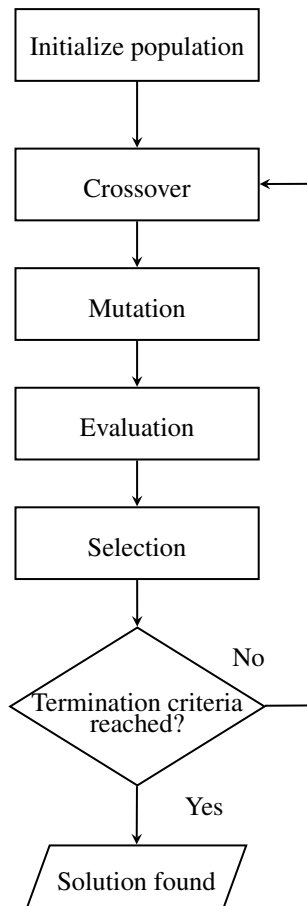 Initialize population
Crossover
Mutation
Evaluation
Selection
No
Termination criteria
reached?
Yes
Solution found